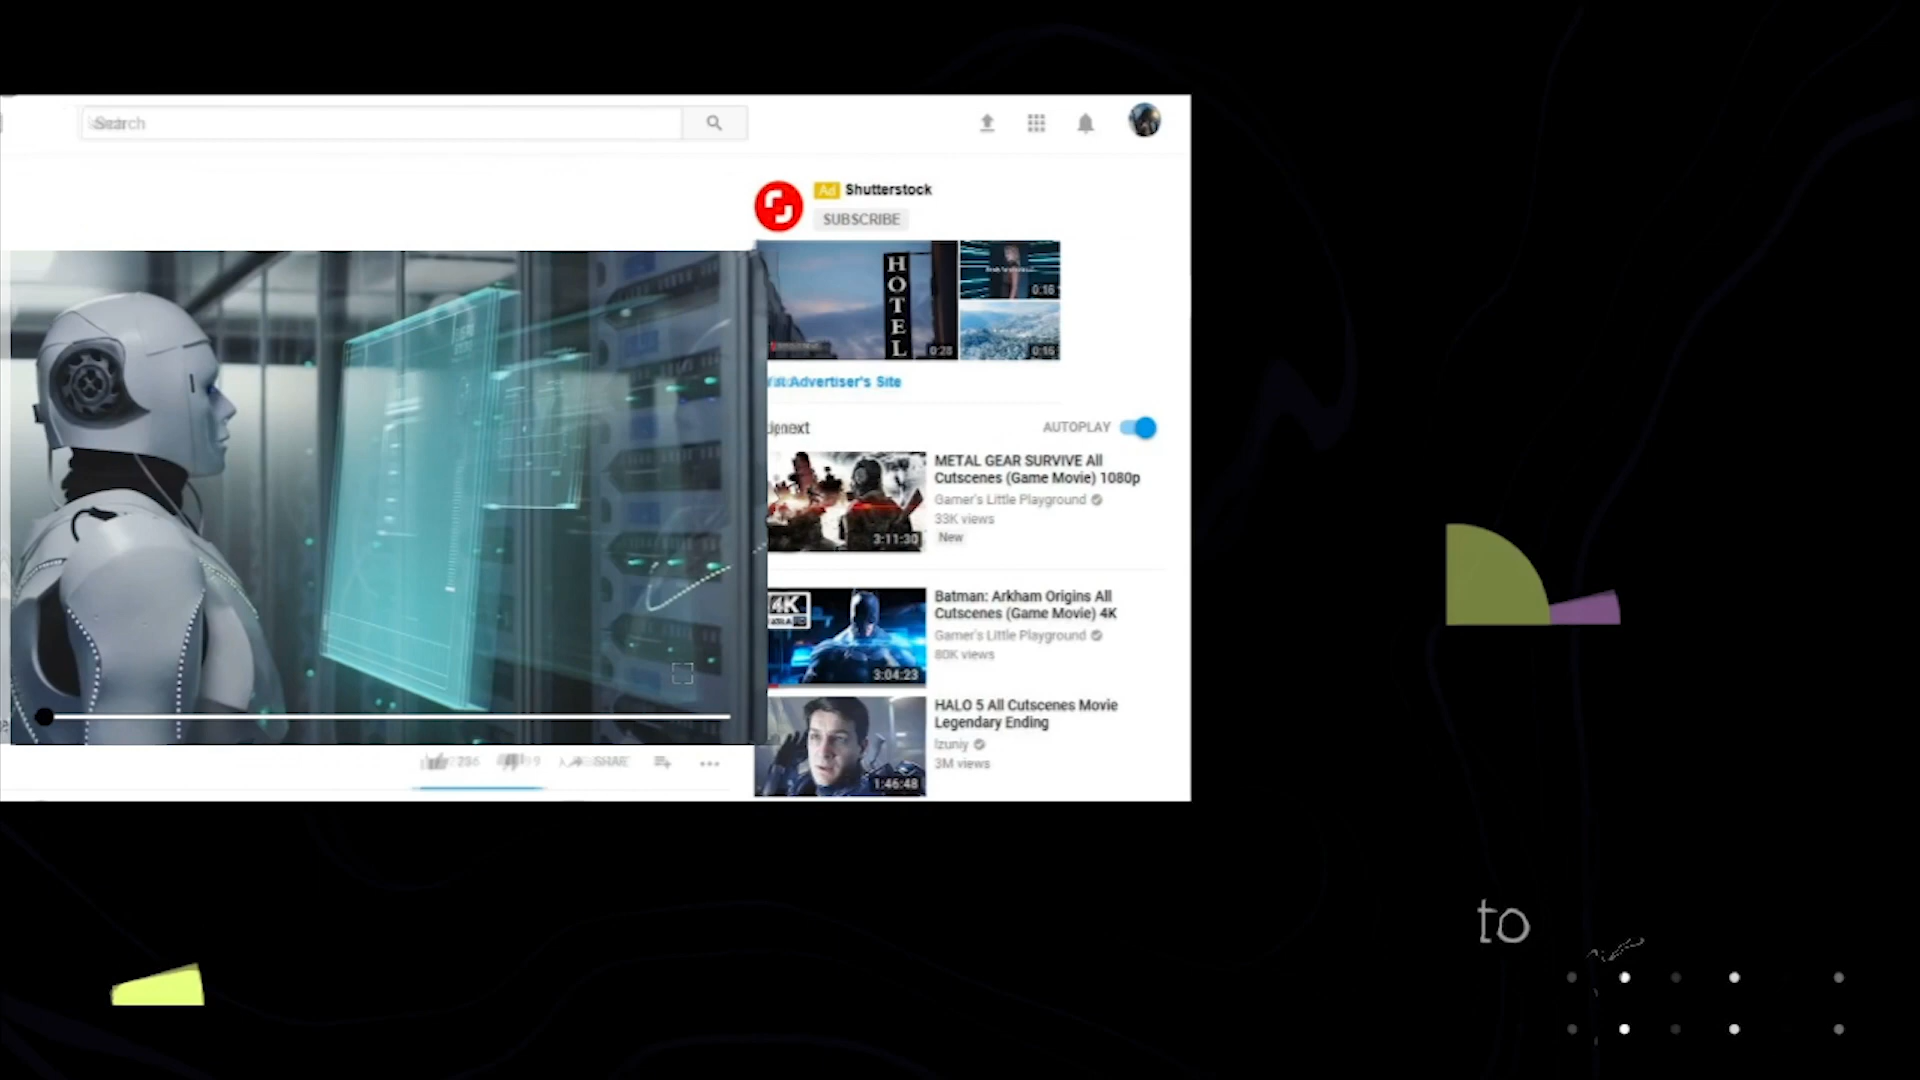 Search
Ad Shutterstock
SUBSCRIBE
HOTEL
0:28
0:16
0:16
Advertiser's Site
next
AUTOPLAY
METAL GEAR SURVIVE All
Cutscenes (Game Movie) 1080p
Gamer's Little Playground
33K views
New
3:11:30
4K
Batman: Arkham Origins All
Cutscenes (Game Movie) 4K
Gamer's Little Playground
80K views
3:04:23
HALO 5 All Cutscenes Movie
Legendary Ending
Izuniy
3M views
1:46:48
SHARE
to